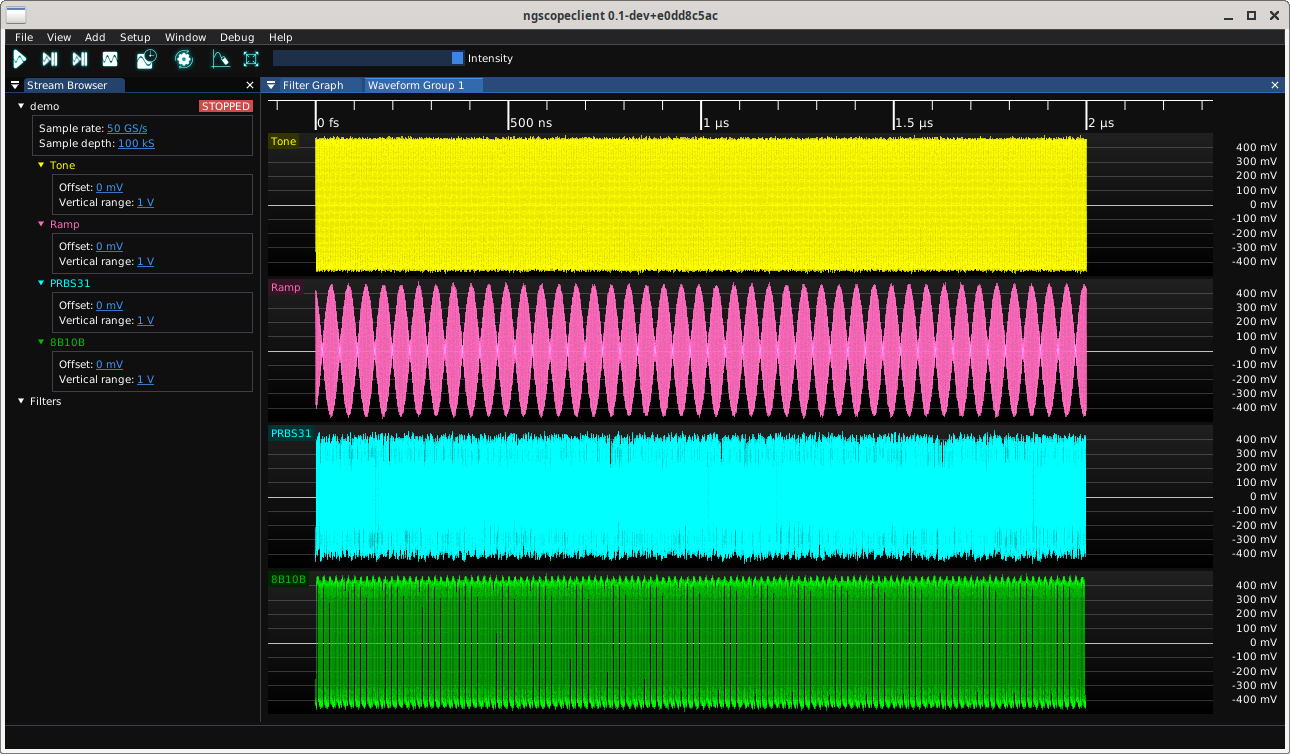 ngscopeclient 0.1-dev+e0dd8c5ac
File View Add Setup Window Debug Help
Intensity
Stream Browser
demo STOPPED
Sample rate: 50 GS/s
Sample depth: 100 kS
Tone
Offset: 0 mV
Vertical range: 1 V
Ramp
Offset: 0 mV
Vertical range: 1 V
PRBS31
Offset: 0 mV
Vertical range: 1 V
8B10B
Offset: 0 mV
Vertical range: 1 V
Filters
Filter Graph Waveform Group 1
0 fs 500 ns 1 µs 1.5 µs 2 µs
Tone
400 mV
300 mV
200 mV
100 mV
0 mV
-100 mV
-200 mV
-300 mV
-400 mV
Ramp
400 mV
300 mV
200 mV
100 mV
0 mV
-100 mV
-200 mV
-300 mV
-400 mV
PRBS31
400 mV
300 mV
200 mV
100 mV
0 mV
-100 mV
-200 mV
-300 mV
-400 mV
8B10B
400 mV
300 mV
200 mV
100 mV
0 mV
-100 mV
-200 mV
-300 mV
-400 mV